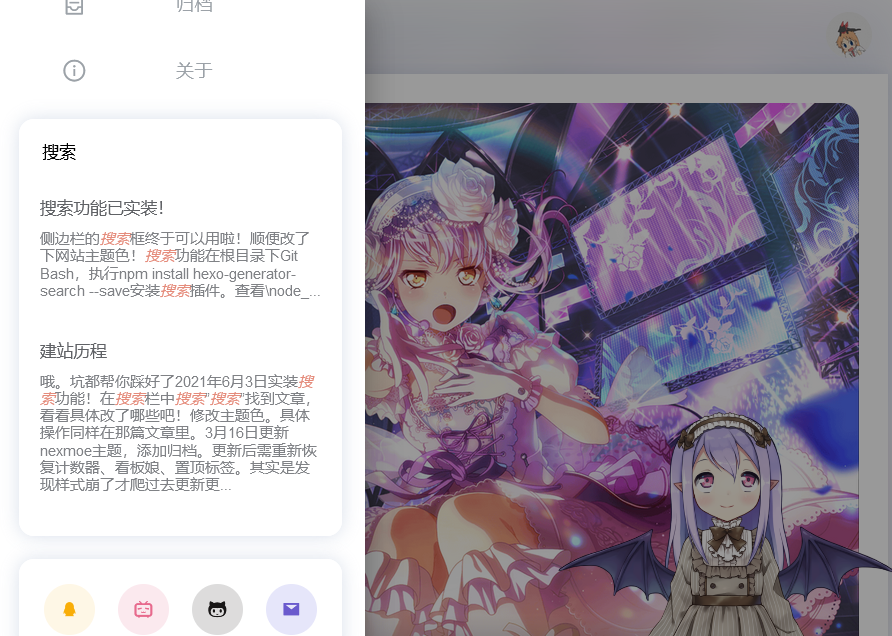 归档
关于
搜索
搜索功能已实装！
侧边栏的搜索框终于可以用啦！顺便改了
下网站主题色！搜索功能在根目录下Git
Bash，执行npm install hexo-generator-
search --save安装搜索插件。查看\node_...
建站历程
哦。坑都帮你踩好了2021年6月3日实装搜
索功能！在搜索栏中搜索“搜索”找到文章，
看看具体改了哪些吧！修改主题色。具体
操作同样在那篇文章里。3月16日更新
nexmoe主题，添加归档。更新后需重新恢
复计数器、看板娘、置顶标签。其实是发
现样式崩了才爬过去更新更...